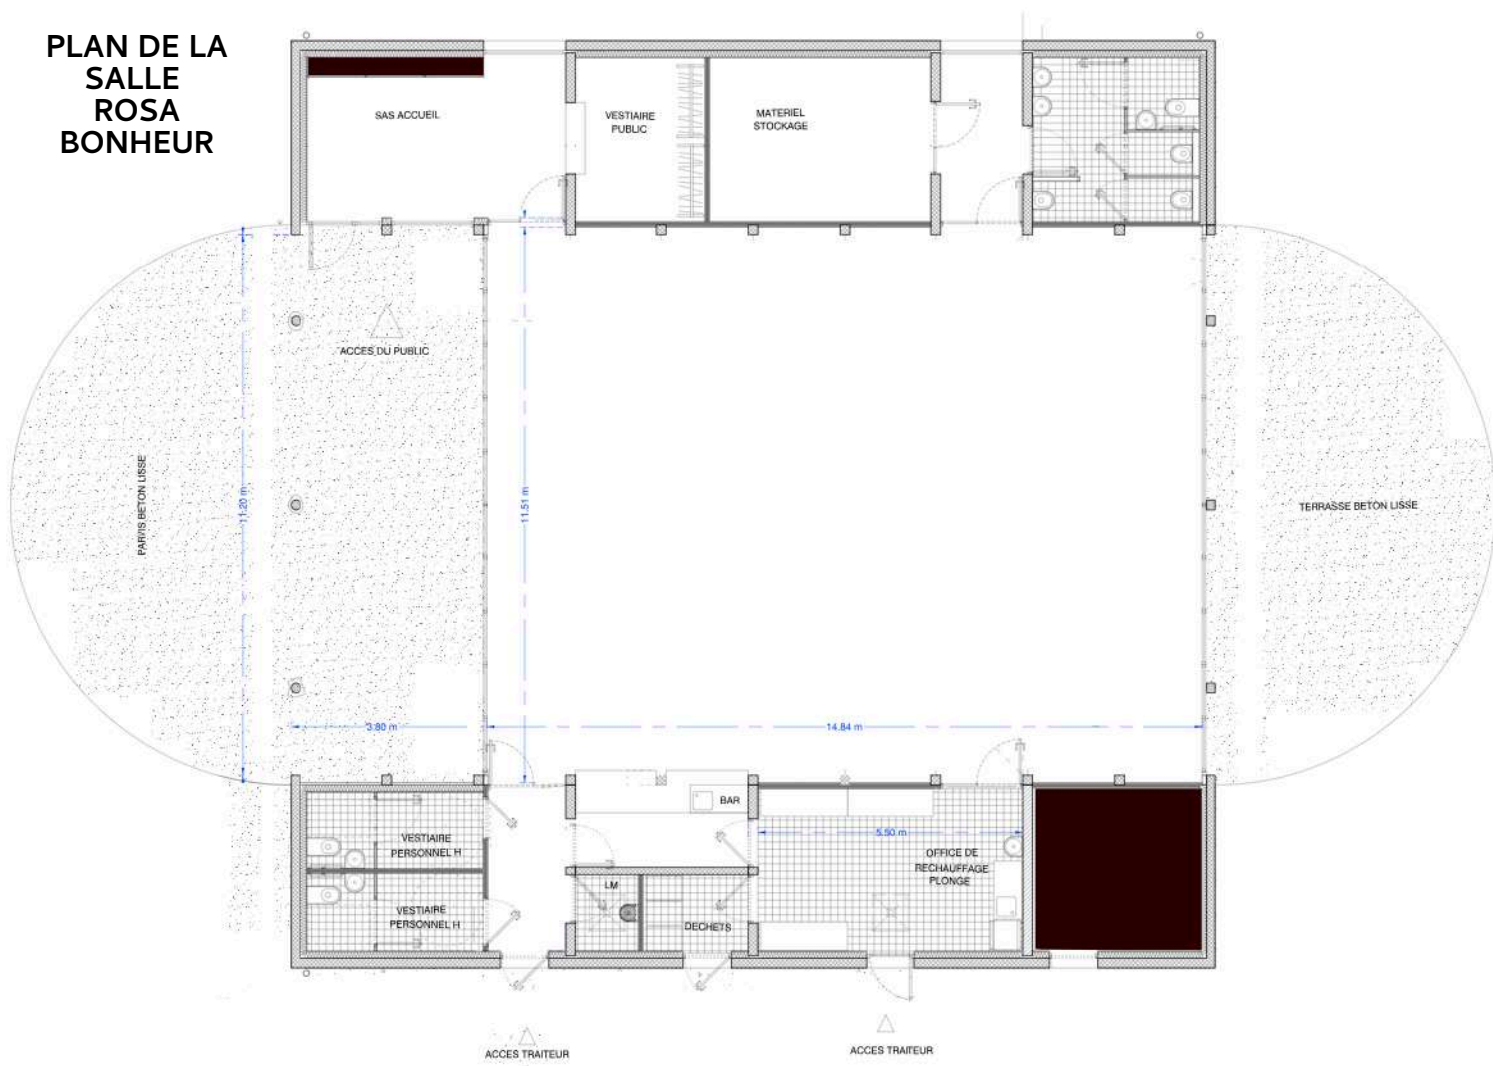 PLAN DE LA
SALLE
ROSA
BONHEUR
SAS ACCUEIL
VESTIAIRE
PUBLIC
MATERIEL
STOCKAGE
ACCES DU PUBLIC
PARVIS BETON LISSE
11.20 m
11.51 m
TERRASSE BETON LISSE
3.80 m
14.84 m
BAR
VESTIAIRE
PERSONNEL H
5.50 m
OFFICE DE
RECHAUFFAGE
PLONGE
LM
VESTIAIRE
PERSONNEL H
DECHETS
ACCES TRAITEUR
ACCES TRAITEUR